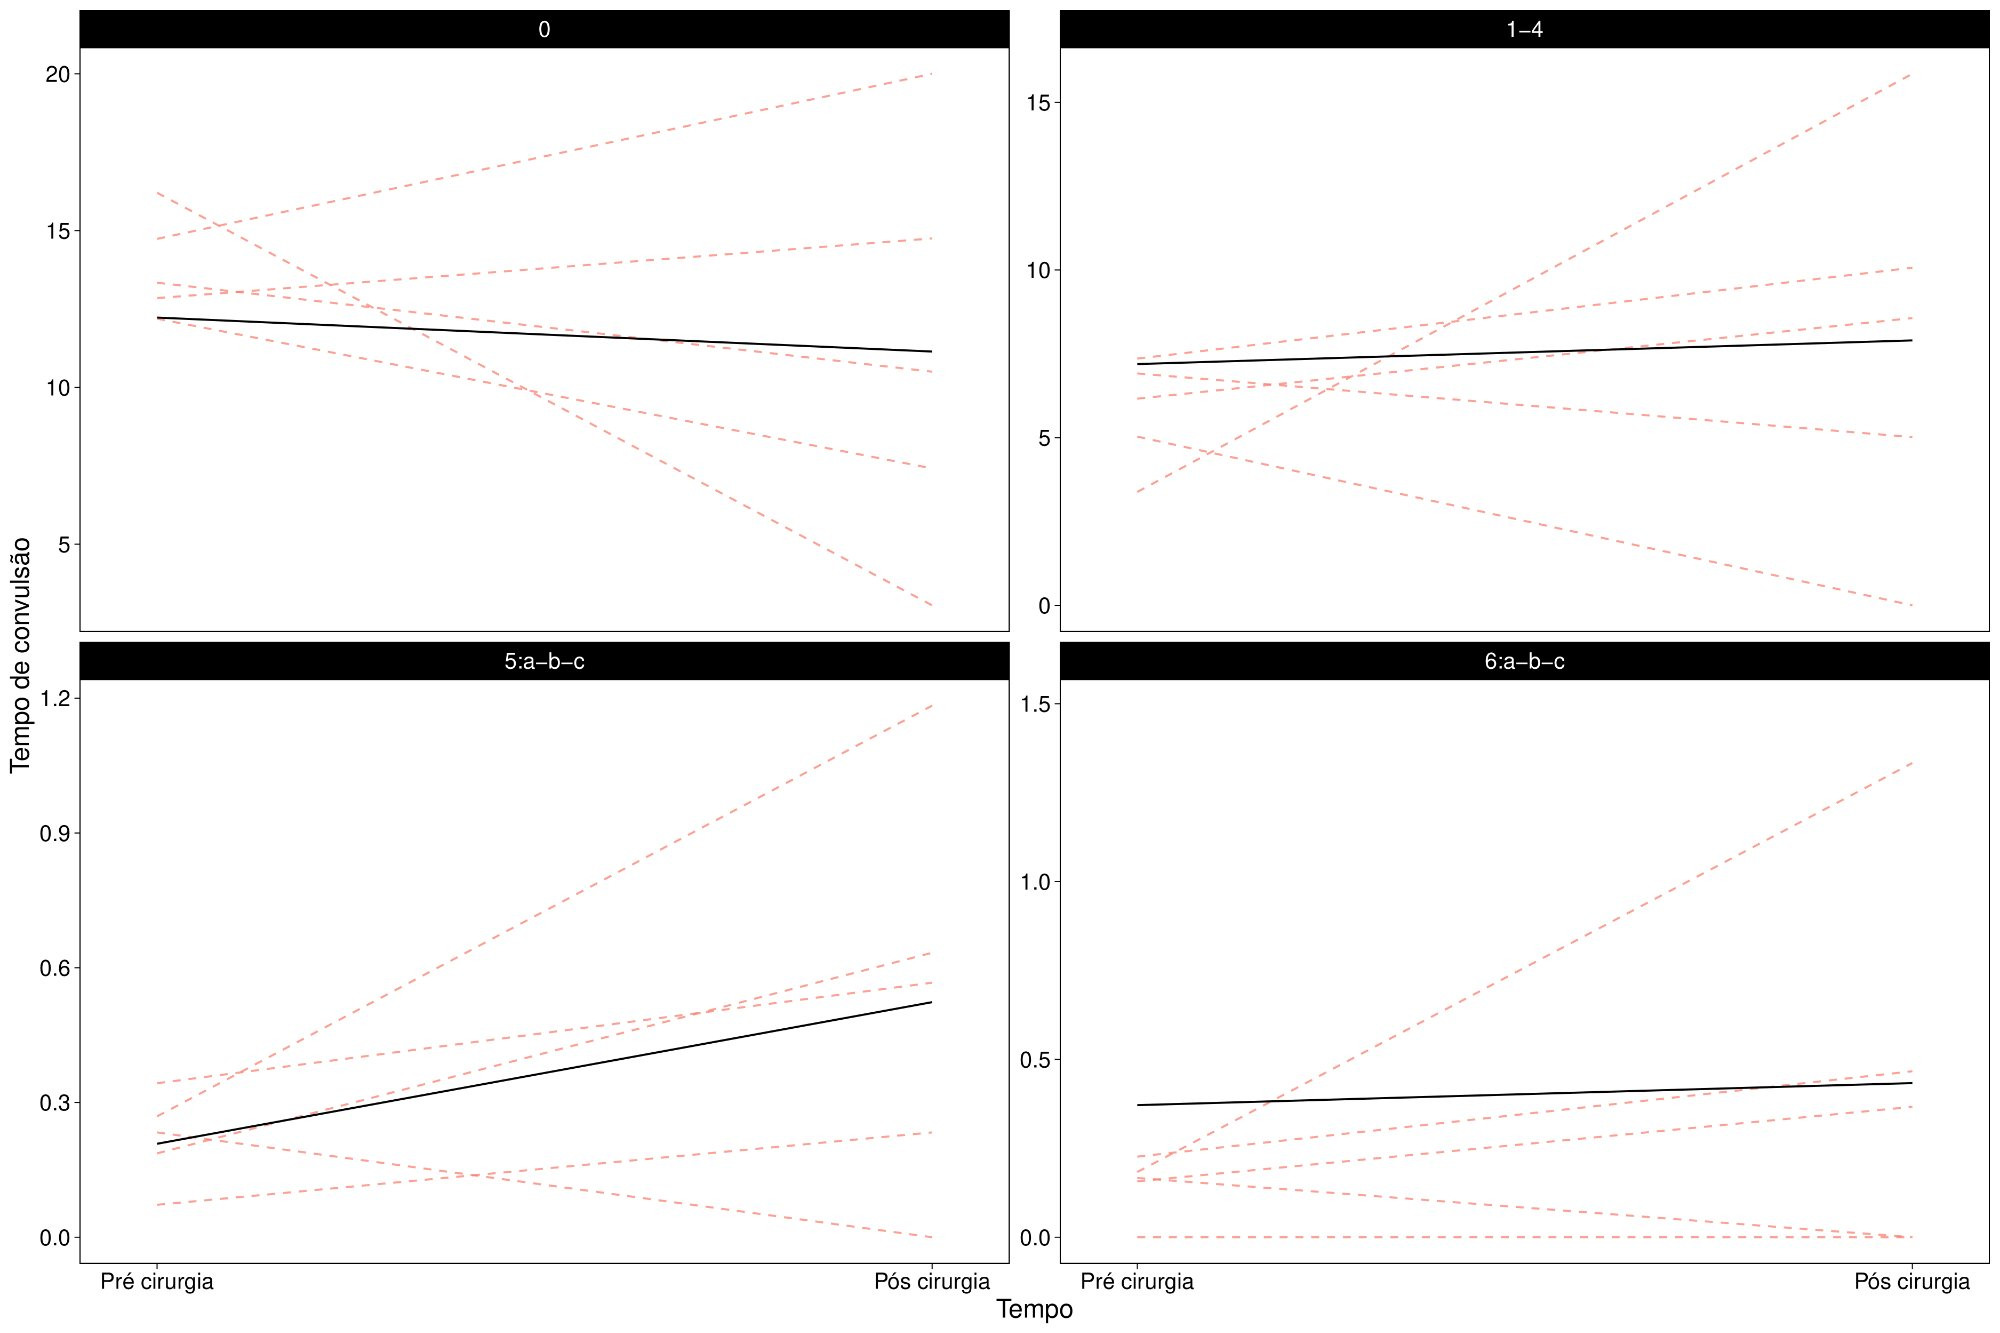 0
1–4
20
15
10
5
15
10
5
0
5:a–b–c
6:a–b–c
1.2
0.9
0.6
0.3
0.0
1.5
1.0
0.5
0.0
Tempo de convulsão
Pré cirurgia
Pós cirurgia
Pré cirurgia
Pós cirurgia
Tempo